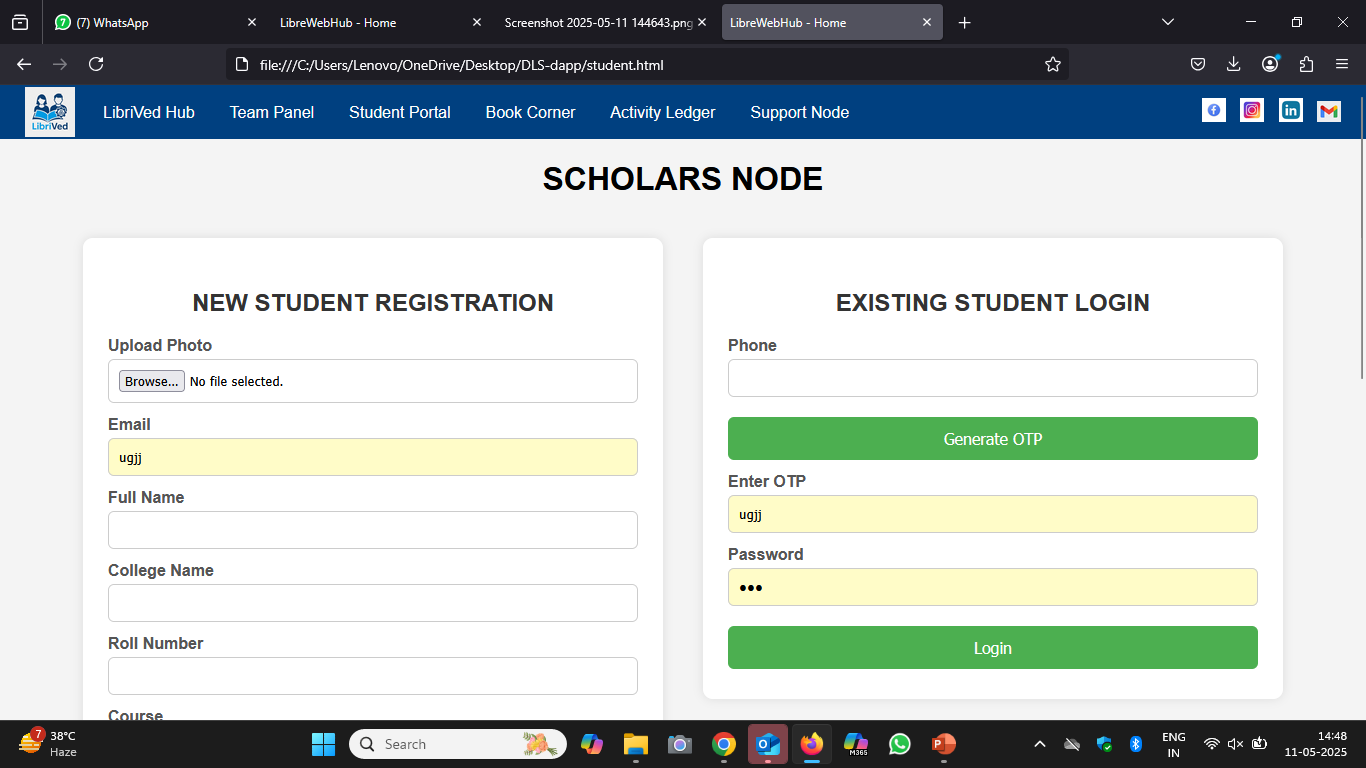 (7) WhatsApp
LibreWebHub - Home
Screenshot 2025-05-11 144643.png
LibreWebHub - Home
file:///C:/Users/Lenovo/OneDrive/Desktop/DLS-dapp/student.html
LibriVed
LibriVed Hub
Team Panel
Student Portal
Book Corner
Activity Ledger
Support Node
SCHOLARS NODE
NEW STUDENT REGISTRATION
Upload Photo
Browse... No file selected.
Email
ugjj
Full Name
College Name
Roll Number
Course
EXISTING STUDENT LOGIN
Phone
Generate OTP
Enter OTP
ugjj
Password
•••
Login
7
38°C
Haze
Search
M365
ENG
IN
14:48
11-05-2025